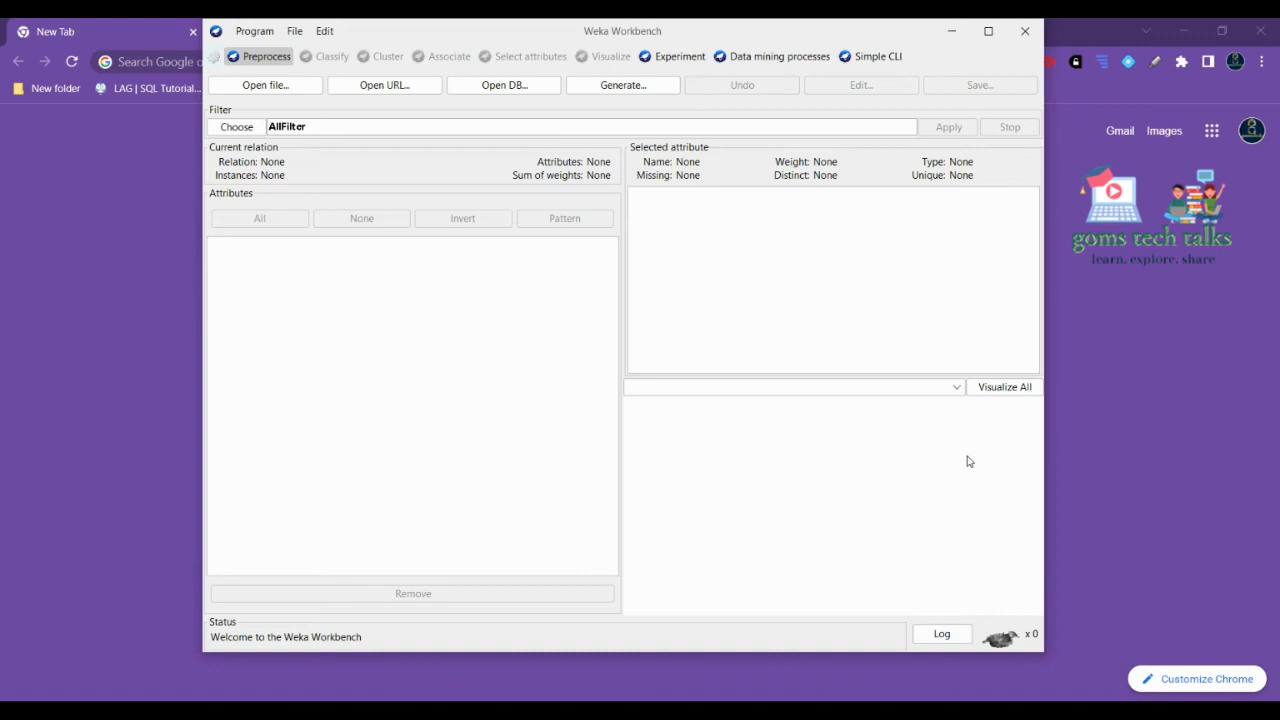 New Tab
Search Google o
New folder
LAG | SQL Tutorial...
Program File Edit
Weka Workbench
Preprocess Classify Cluster Associate Select attributes Visualize Experiment Data mining processes Simple CLI
Open file... Open URL... Open DB... Generate... Undo Edit... Save...
Filter
Choose AllFilter Apply Stop
Current relation
Relation: None Attributes: None
Instances: None Sum of weights: None
Selected attribute
Name: None Weight: None Type: None
Missing: None Distinct: None Unique: None
Attributes
All None Invert Pattern
Visualize All
Remove
Status
Welcome to the Weka Workbench
Log
x 0
Gmail Images
goms tech talks
learn. explore. share
Customize Chrome